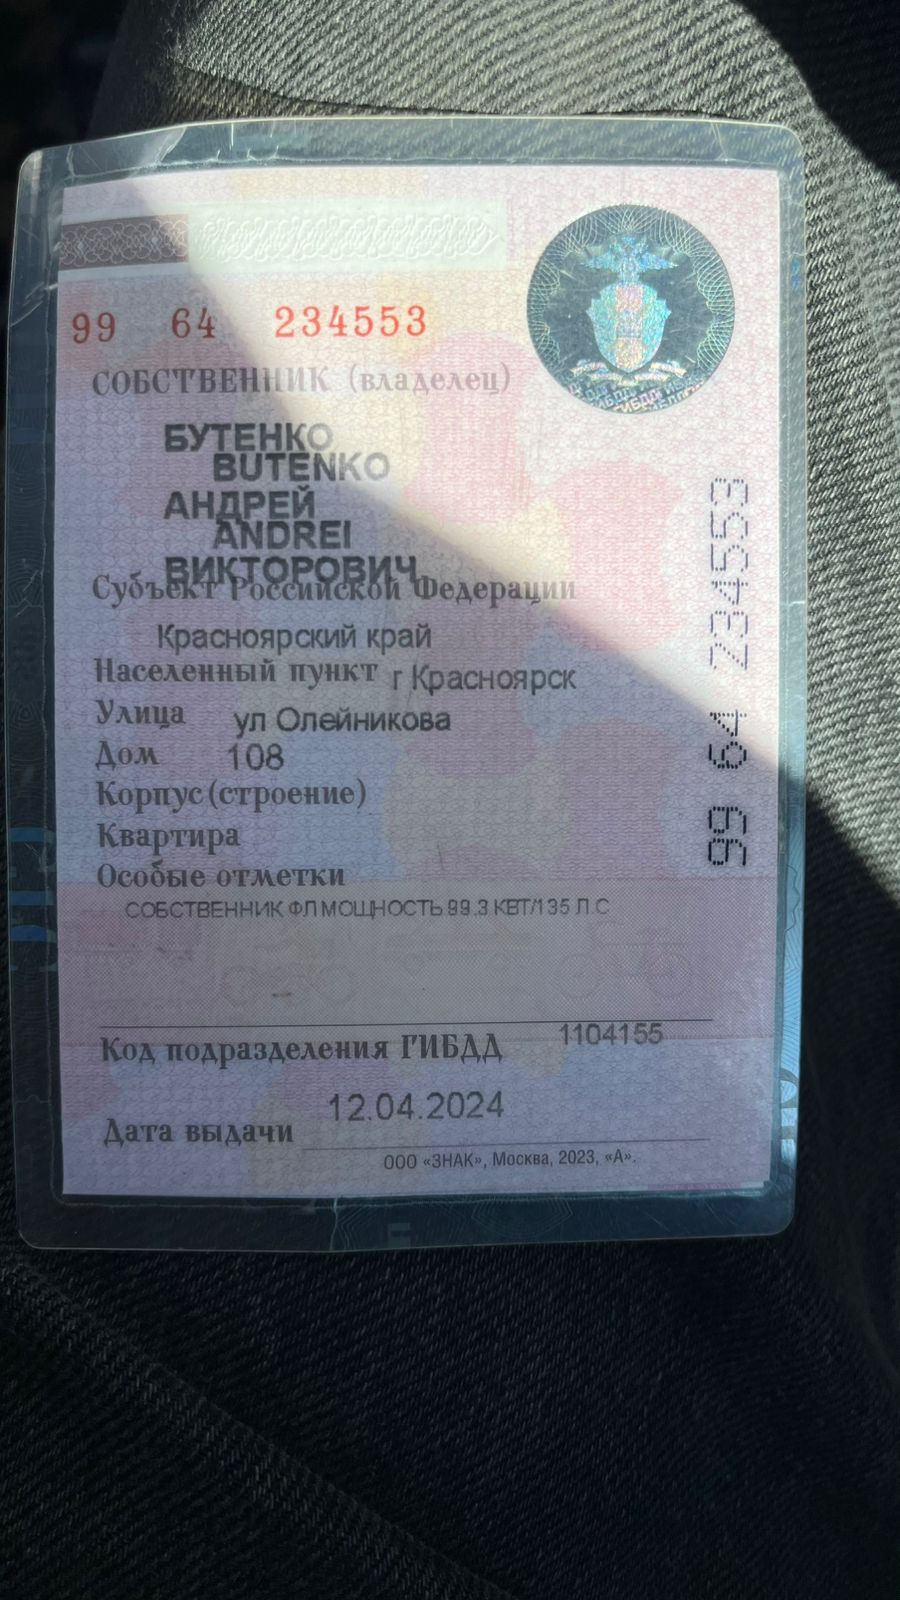 99 64 234553
СОБСТВЕННИК (владелец)
БУТЕНКО
BUTENKO
АНДРЕЙ
ANDREI
ВИКТОРОВИЧ
Субъект Российской Федерации
Красноярский край
Населенный пункт г Красноярск
Улица ул Олейникова
Дом 108
Корпус (строение)
Квартира
Особые отметки
СОБСТВЕННИК ФЛ МОЩНОСТЬ 99.3 КВТ/135 Л.С
Код подразделения ГИБДД 1104155
Дата выдачи 12.04.2024
ООО «ЗНАК», Москва, 2023, «А».
99 64 234553